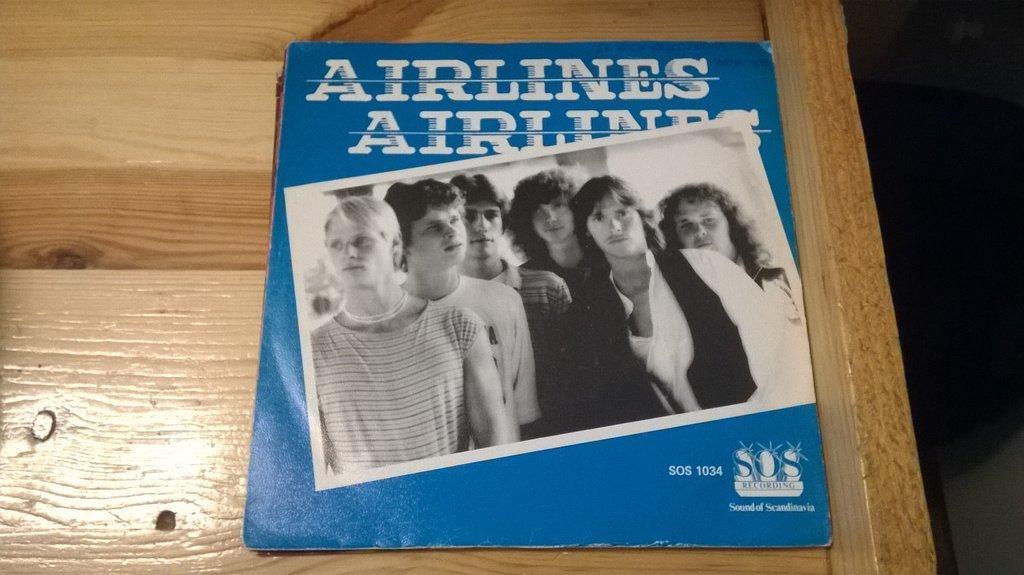 AIRLINES
AIRLINES
SOS 1034
SOS
RECORDING
Sound of Scandinavia